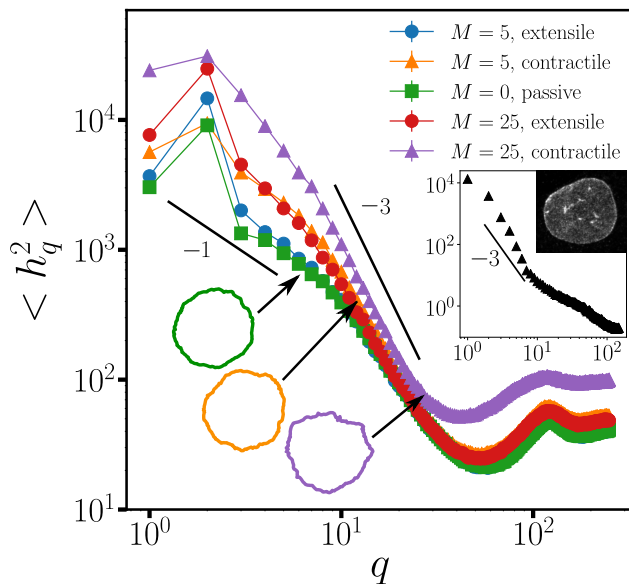 M = 5, extensile
M = 5, contractile
M = 0, passive
M = 25, extensile
M = 25, contractile
10^4
10^3
10^2
10^1
< h_q^2 >
−1
−3
10^4
10^2
10^0
−3
10^0
10^1
10^2
10^0
10^1
10^2
q